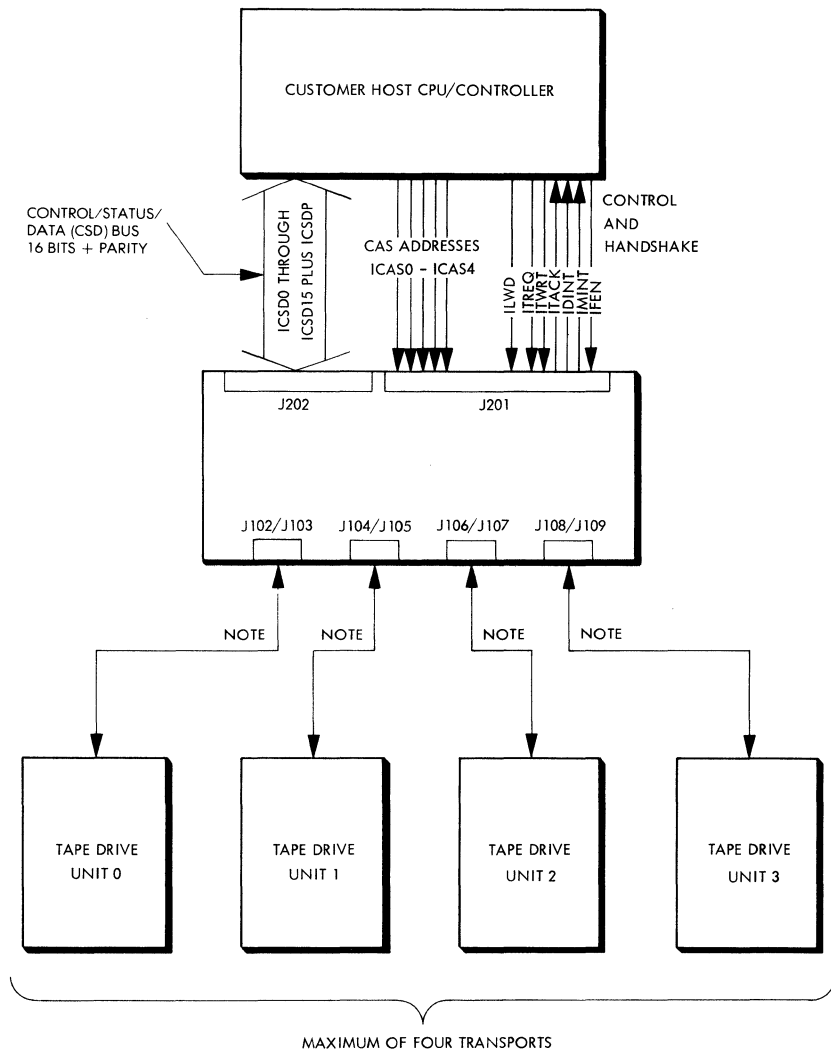 CUSTOMER HOST CPU/CONTROLLER
CONTROL/STATUS/
DATA (CSD) BUS
16 BITS + PARITY
ICSD0 THROUGH
ICSD15 PLUS ICSDP
CAS ADDRESSES
ICAS0 - ICAS4
ILWD
ITREQ
ITWRT
ITACK
IDINT
IMINT
IFEN
CONTROL
AND
HANDSHAKE
J202
J201
J102/J103
J104/J105
J106/J107
J108/J109
NOTE
NOTE
NOTE
NOTE
TAPE DRIVE
UNIT 0
TAPE DRIVE
UNIT 1
TAPE DRIVE
UNIT 2
TAPE DRIVE
UNIT 3
MAXIMUM OF FOUR TRANSPORTS